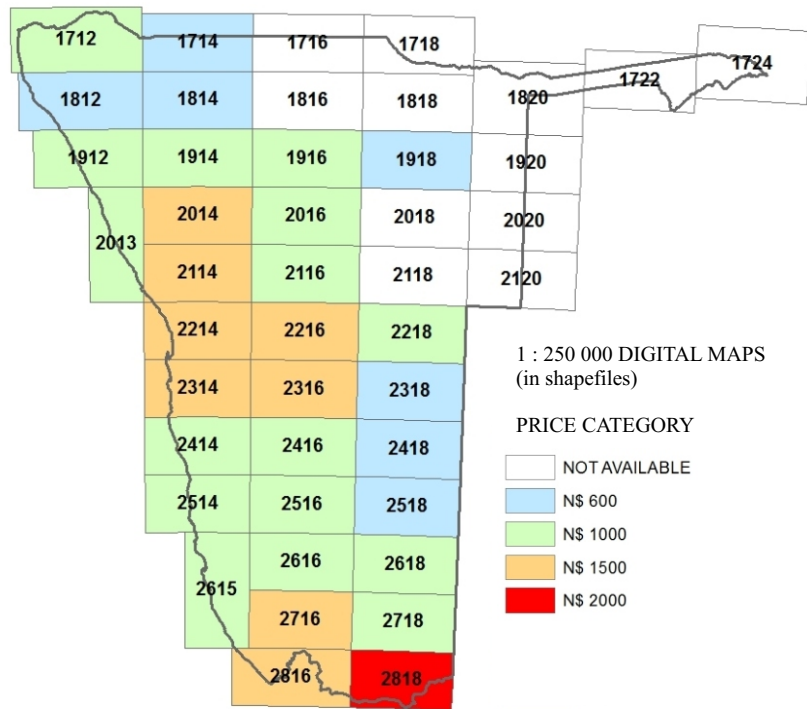 1712 1714 1716 1718
1722 1724
1812 1814 1816 1818 1820
1912 1914 1916 1918 1920
2013 2014 2016 2018 2020
2114 2116 2118 2120
2214 2216 2218
2314 2316 2318
2414 2416 2418
2514 2516 2518
2615 2616 2618
2716 2718
2816 2818
1 : 250 000 DIGITAL MAPS
(in shapefiles)
PRICE CATEGORY
NOT AVAILABLE
N$ 600
N$ 1000
N$ 1500
N$ 2000